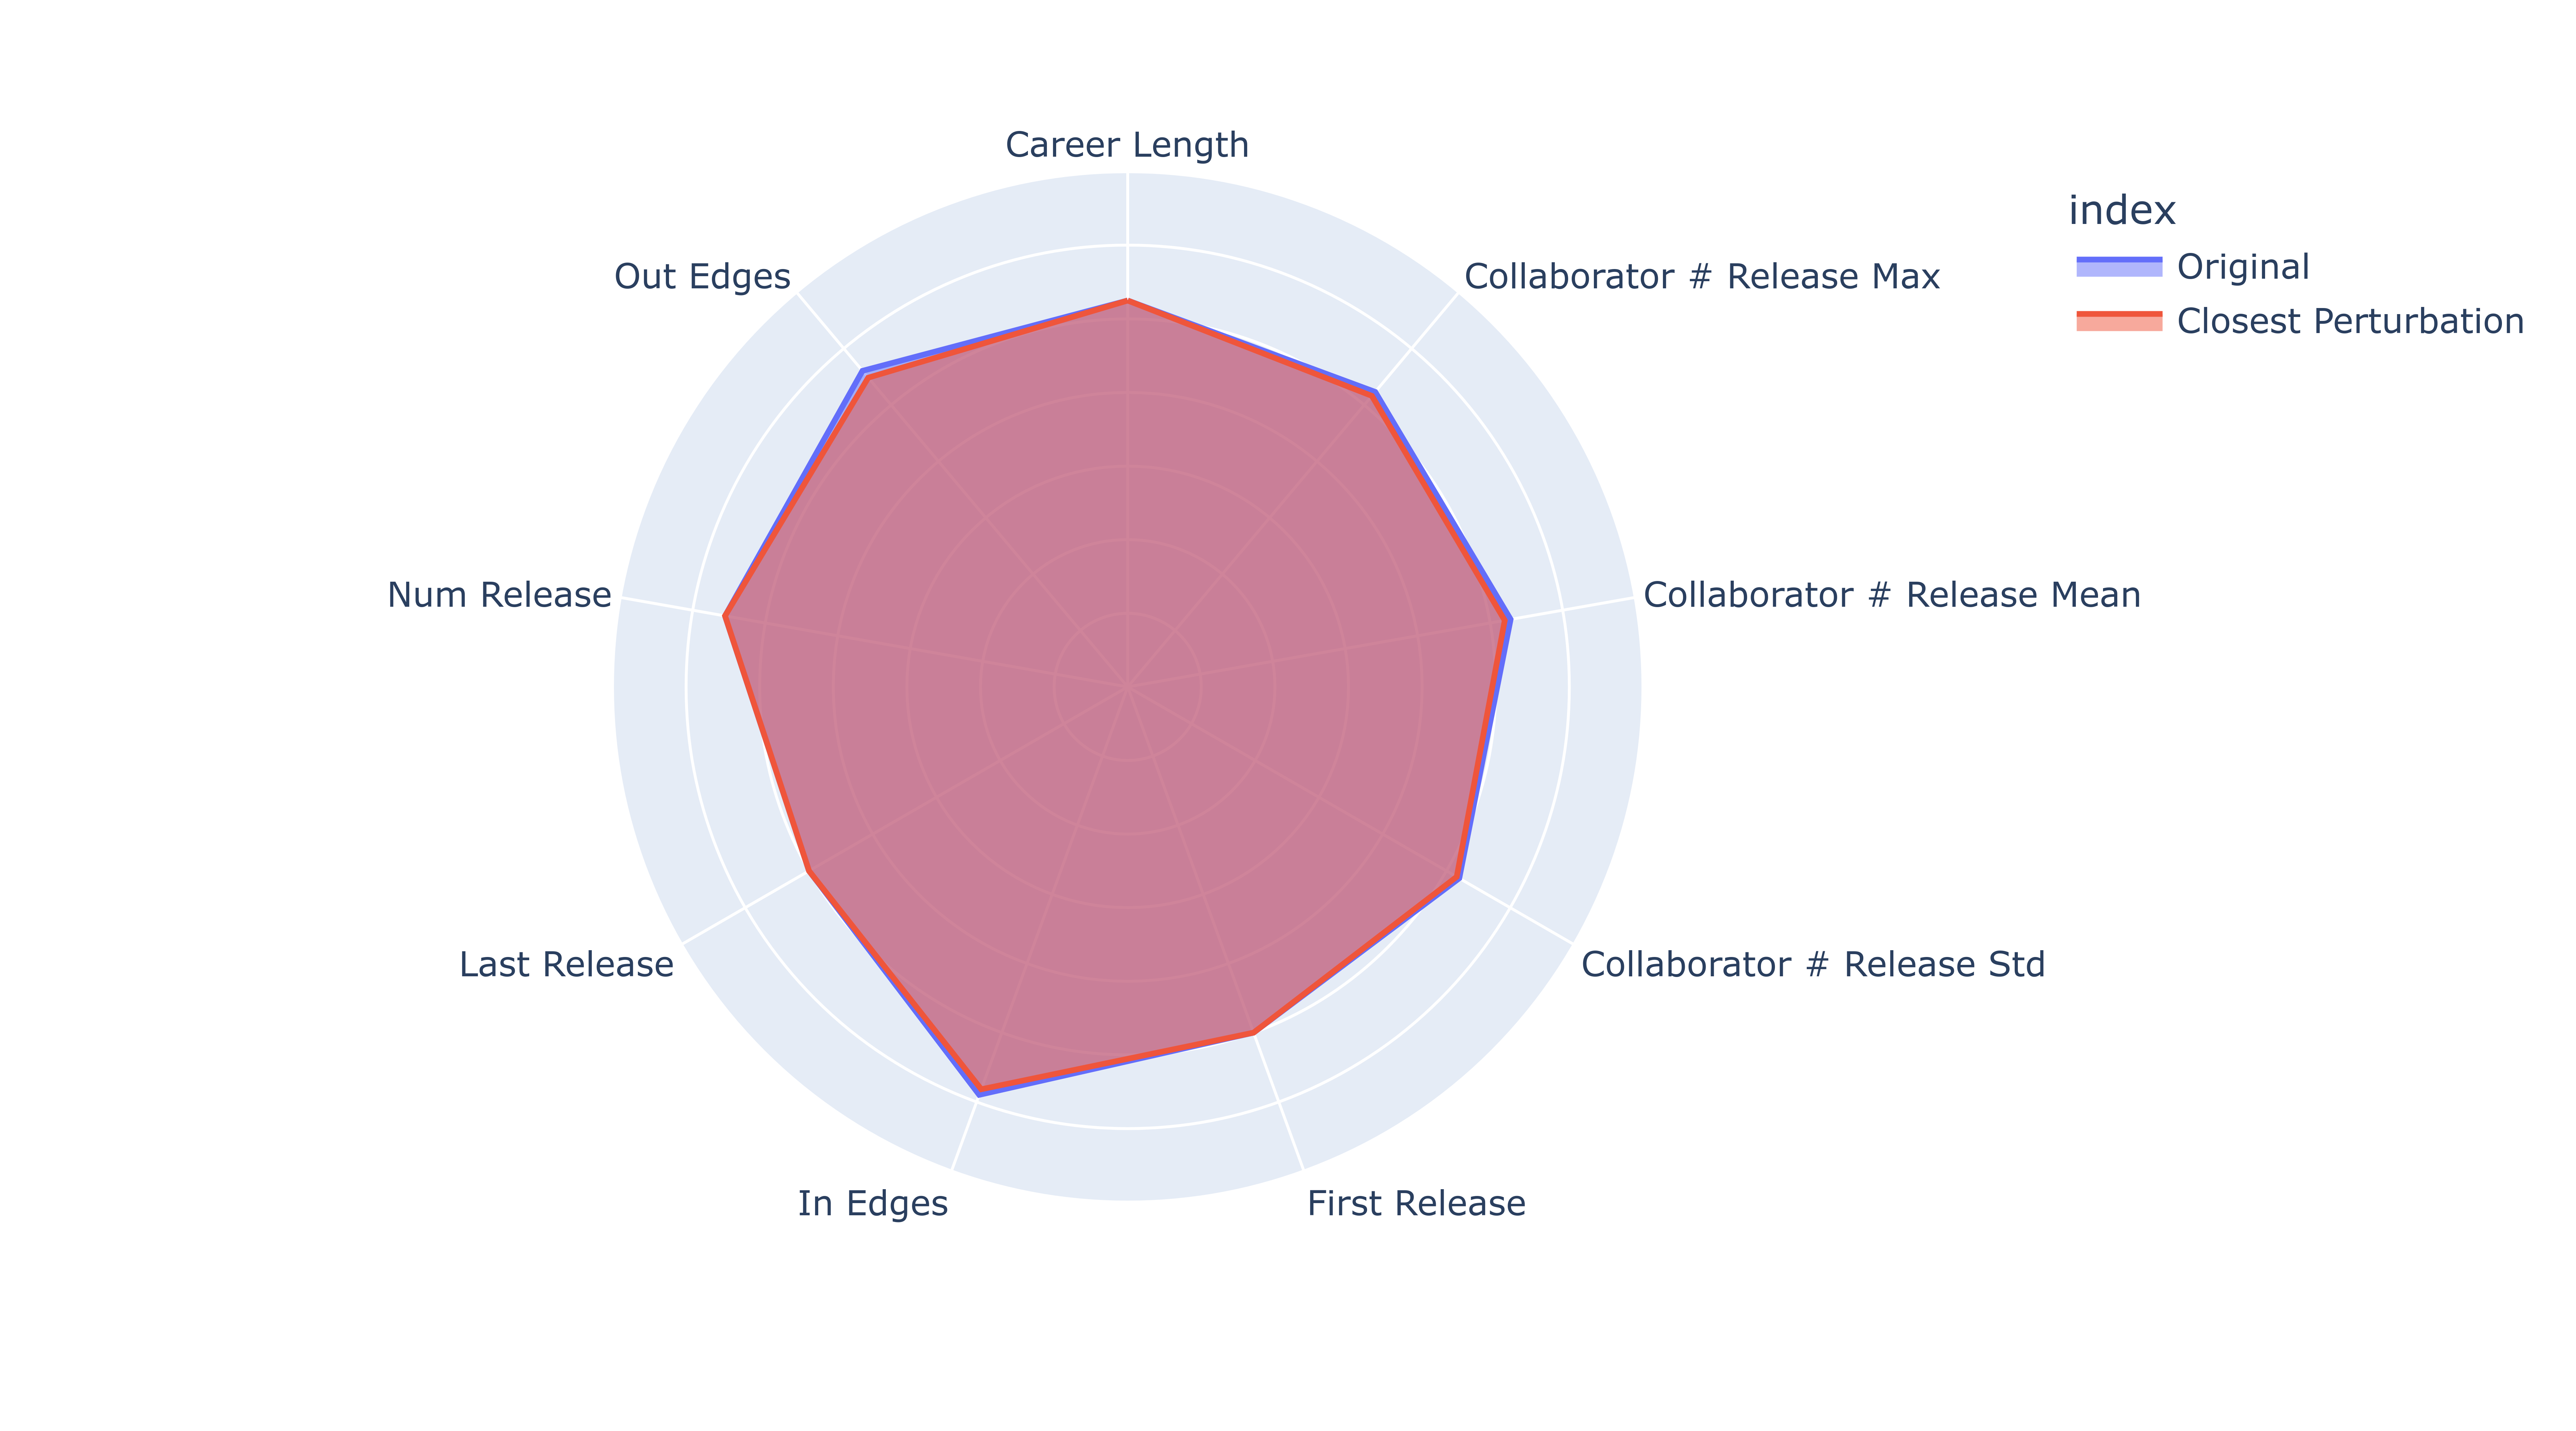 Career Length
Out Edges
Collaborator # Release Max
Num Release
Collaborator # Release Mean
Last Release
Collaborator # Release Std
In Edges
First Release
index
Original
Closest Perturbation